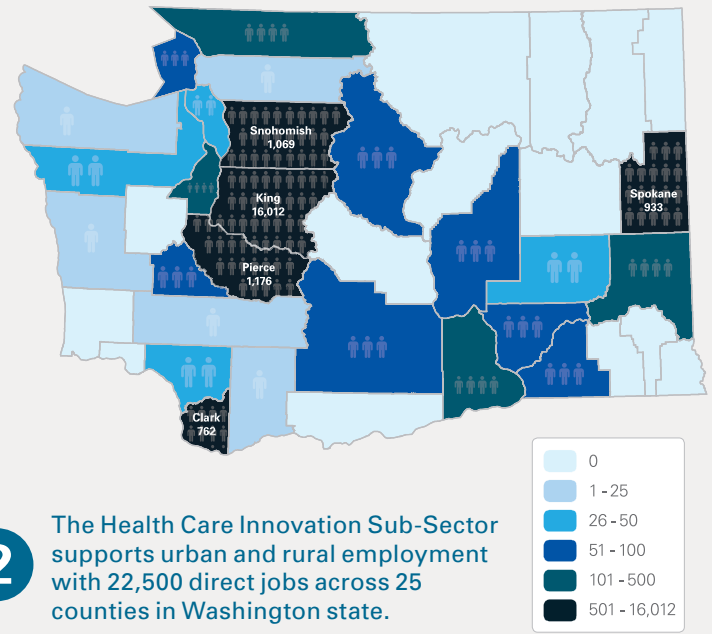 Snohomish
1,069
King
16,012
Pierce
1,176
Spokane
933
Clark
762
0
1 - 25
26 - 50
51 - 100
101 - 500
501 - 16,012
2
The Health Care Innovation Sub-Sector
supports urban and rural employment
with 22,500 direct jobs across 25
counties in Washington state.